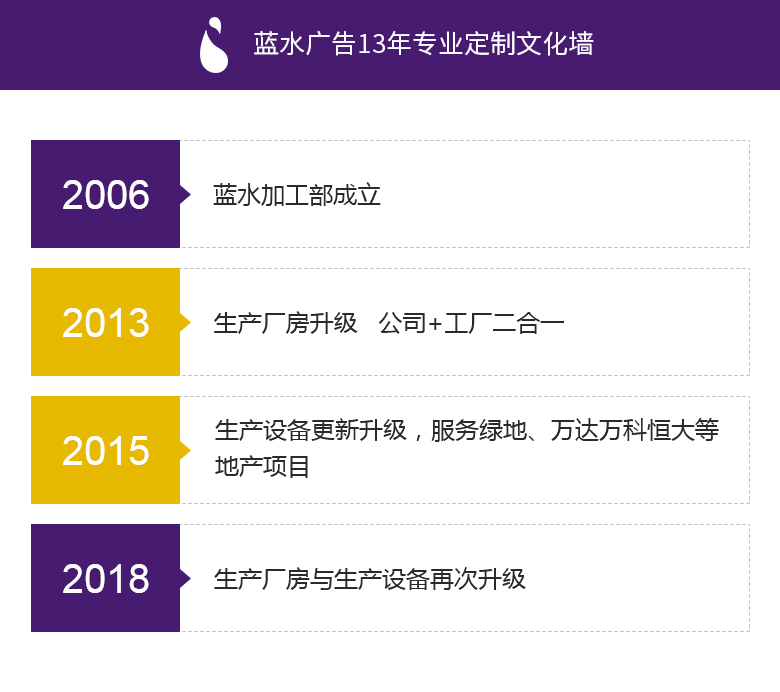 蓝水广告13年专业定制文化墙
2006
蓝水加工部成立
2013
生产厂房升级 公司+工厂二合一
2015
生产设备更新升级，服务绿地、万达万科恒大等
地产项目
2018
生产厂房与生产设备再次升级